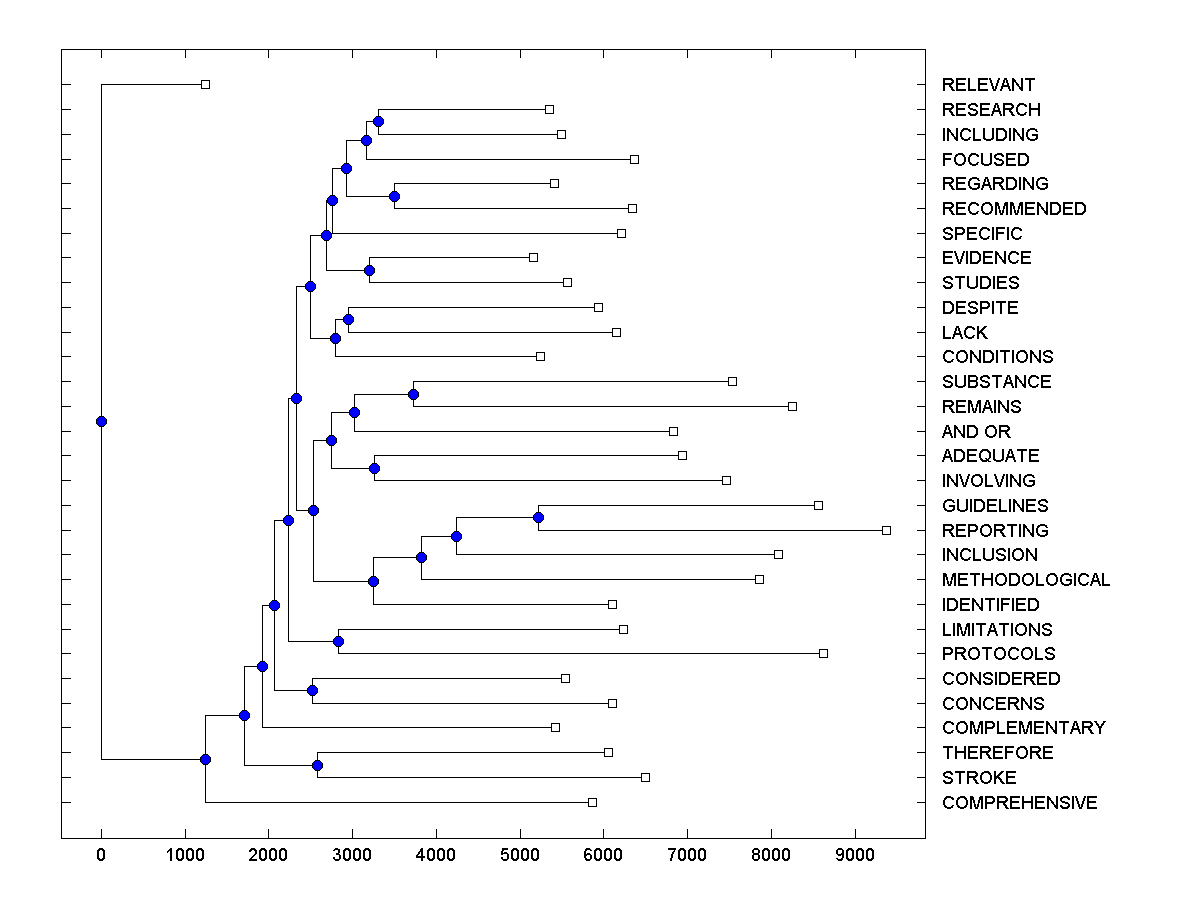 RELEVANT
RESEARCH
INCLUDING
FOCUSED
REGARDING
RECOMMENDED
SPECIFIC
EVIDENCE
STUDIES
DESPITE
LACK
CONDITIONS
SUBSTANCE
REMAINS
AND OR
ADEQUATE
INVOLVING
GUIDELINES
REPORTING
INCLUSION
METHODOLOGICAL
IDENTIFIED
LIMITATIONS
PROTOCOLS
CONSIDERED
CONCERNS
COMPLEMENTARY
THEREFORE
STROKE
COMPREHENSIVE
0 1000 2000 3000 4000 5000 6000 7000 8000 9000